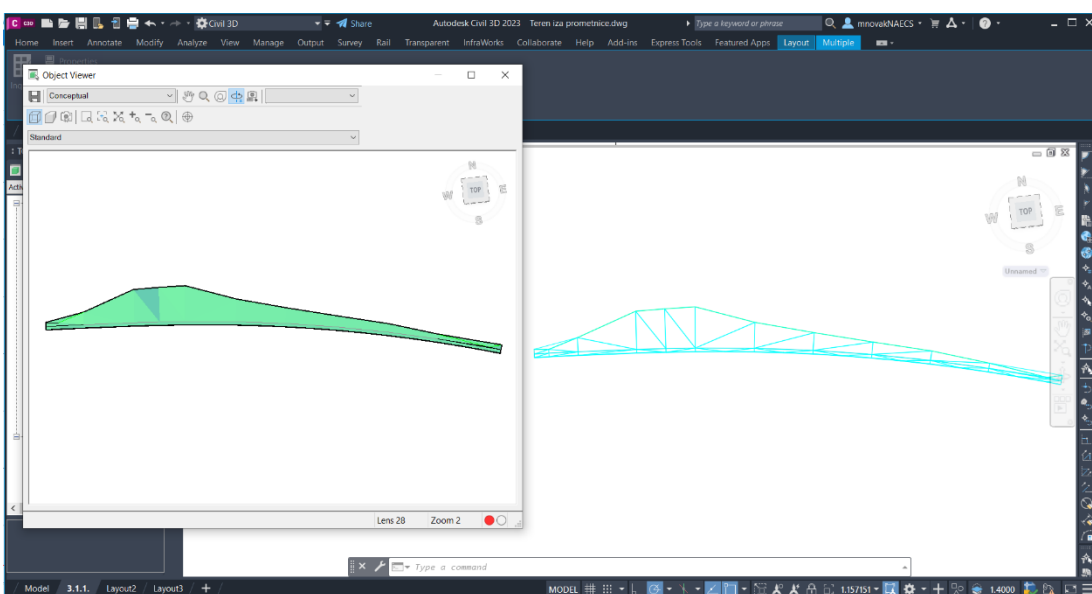 C C3D Civil 3D Share Autodesk Civil 3D 2023 Teren iza prometnice.dwg Type a keyword or phrase mnovakNAECS
Home Insert Annotate Modify Analyze View Manage Output Survey Rail Transparent InfraWorks Collaborate Help Add-ins Express Tools Featured Apps Layout Multiple
Properties
Object Viewer
Conceptual
Standard
N
W TOP E
S
N
W TOP E
S
Unnamed
Lens 28 Zoom 2
Type a command
Model 3.1.1. Layout2 Layout3 +
MODEL 1.157151 1.4000